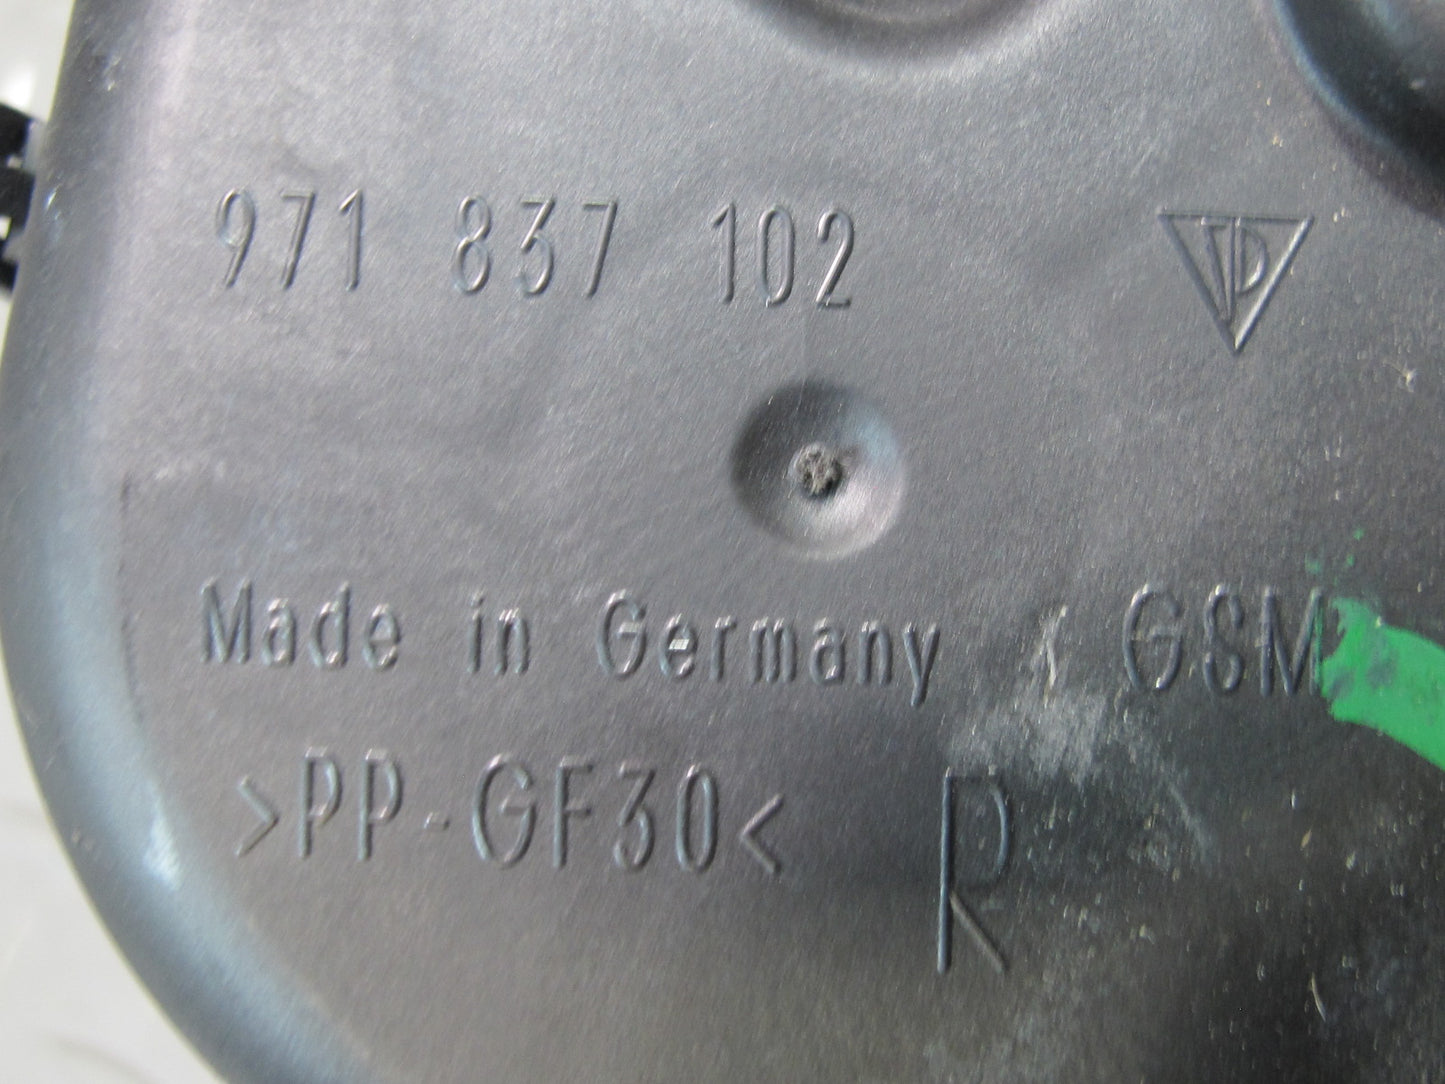 971 837 102
Made in Germany GSM
>PP-GF30< R